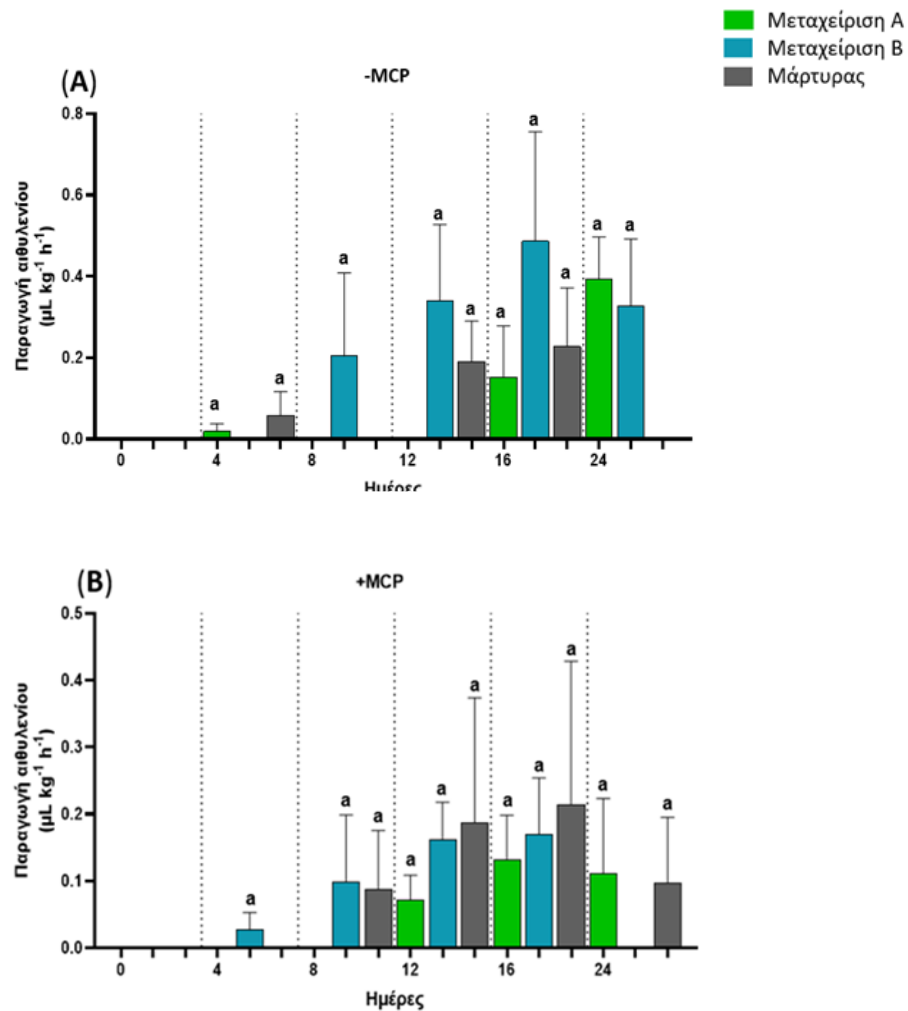 Μεταχείριση Α
Μεταχείριση Β
Μάρτυρας
(A)
-MCP
Παραγωγή αιθυλενίου
(μL kg⁻¹ h⁻¹)
0.8
0.6
0.4
0.2
0.0
a a a a a a a a a a
0 4 8 12 16 24
Ημέρες
(B)
+MCP
Παραγωγή αιθυλενίου
(μL kg⁻¹ h⁻¹)
0.5
0.4
0.3
0.2
0.1
0.0
a a a a a a a a a a a
0 4 8 12 16 24
Ημέρες